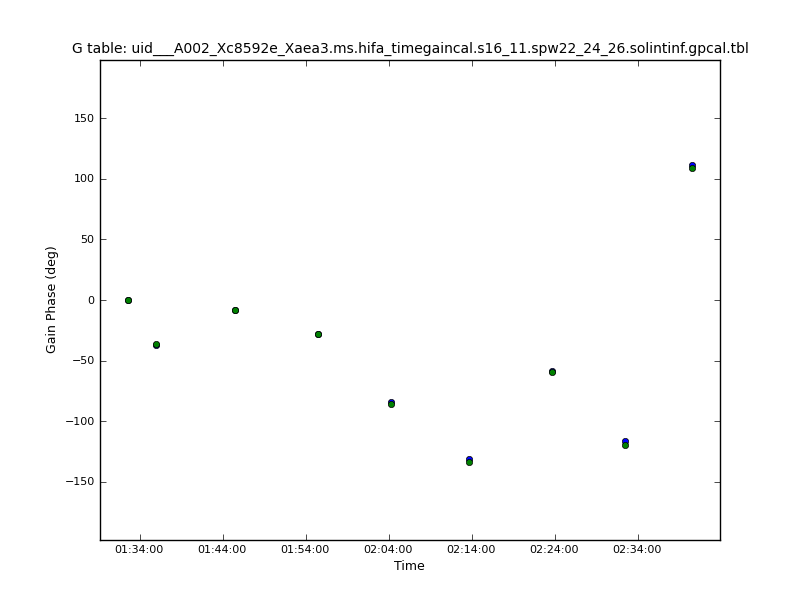 G table: uid___A002_Xc8592e_Xaea3.ms.hifa_timegaincal.s16_11.spw22_24_26.solintinf.gpcal.tbl
150
100
50
0
−50
−100
−150
Gain Phase (deg)
01:34:00 01:44:00 01:54:00 02:04:00 02:14:00 02:24:00 02:34:00
Time